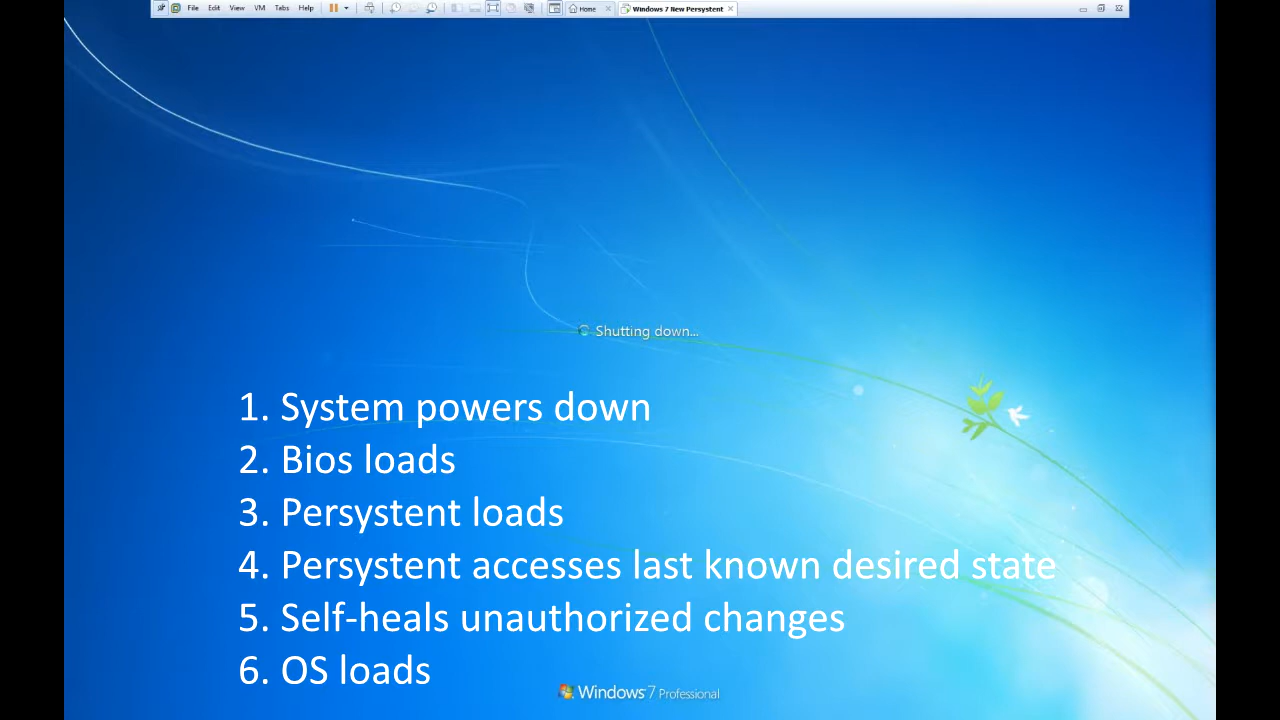 File Edit View VM Tabs Help Home Windows 7 New Persystent
Shutting down...
1. System powers down
2. Bios loads
3. Persystent loads
4. Persystent accesses last known desired state
5. Self-heals unauthorized changes
6. OS loads
Windows 7 Professional